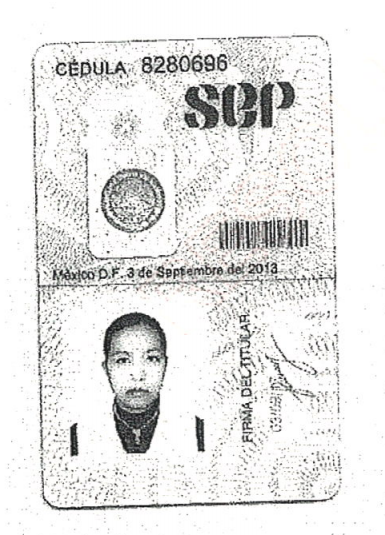 CÉDULA 8280696
SEP
México D.F. 3 de Septiembre del 2013
FIRMA DEL TITULAR